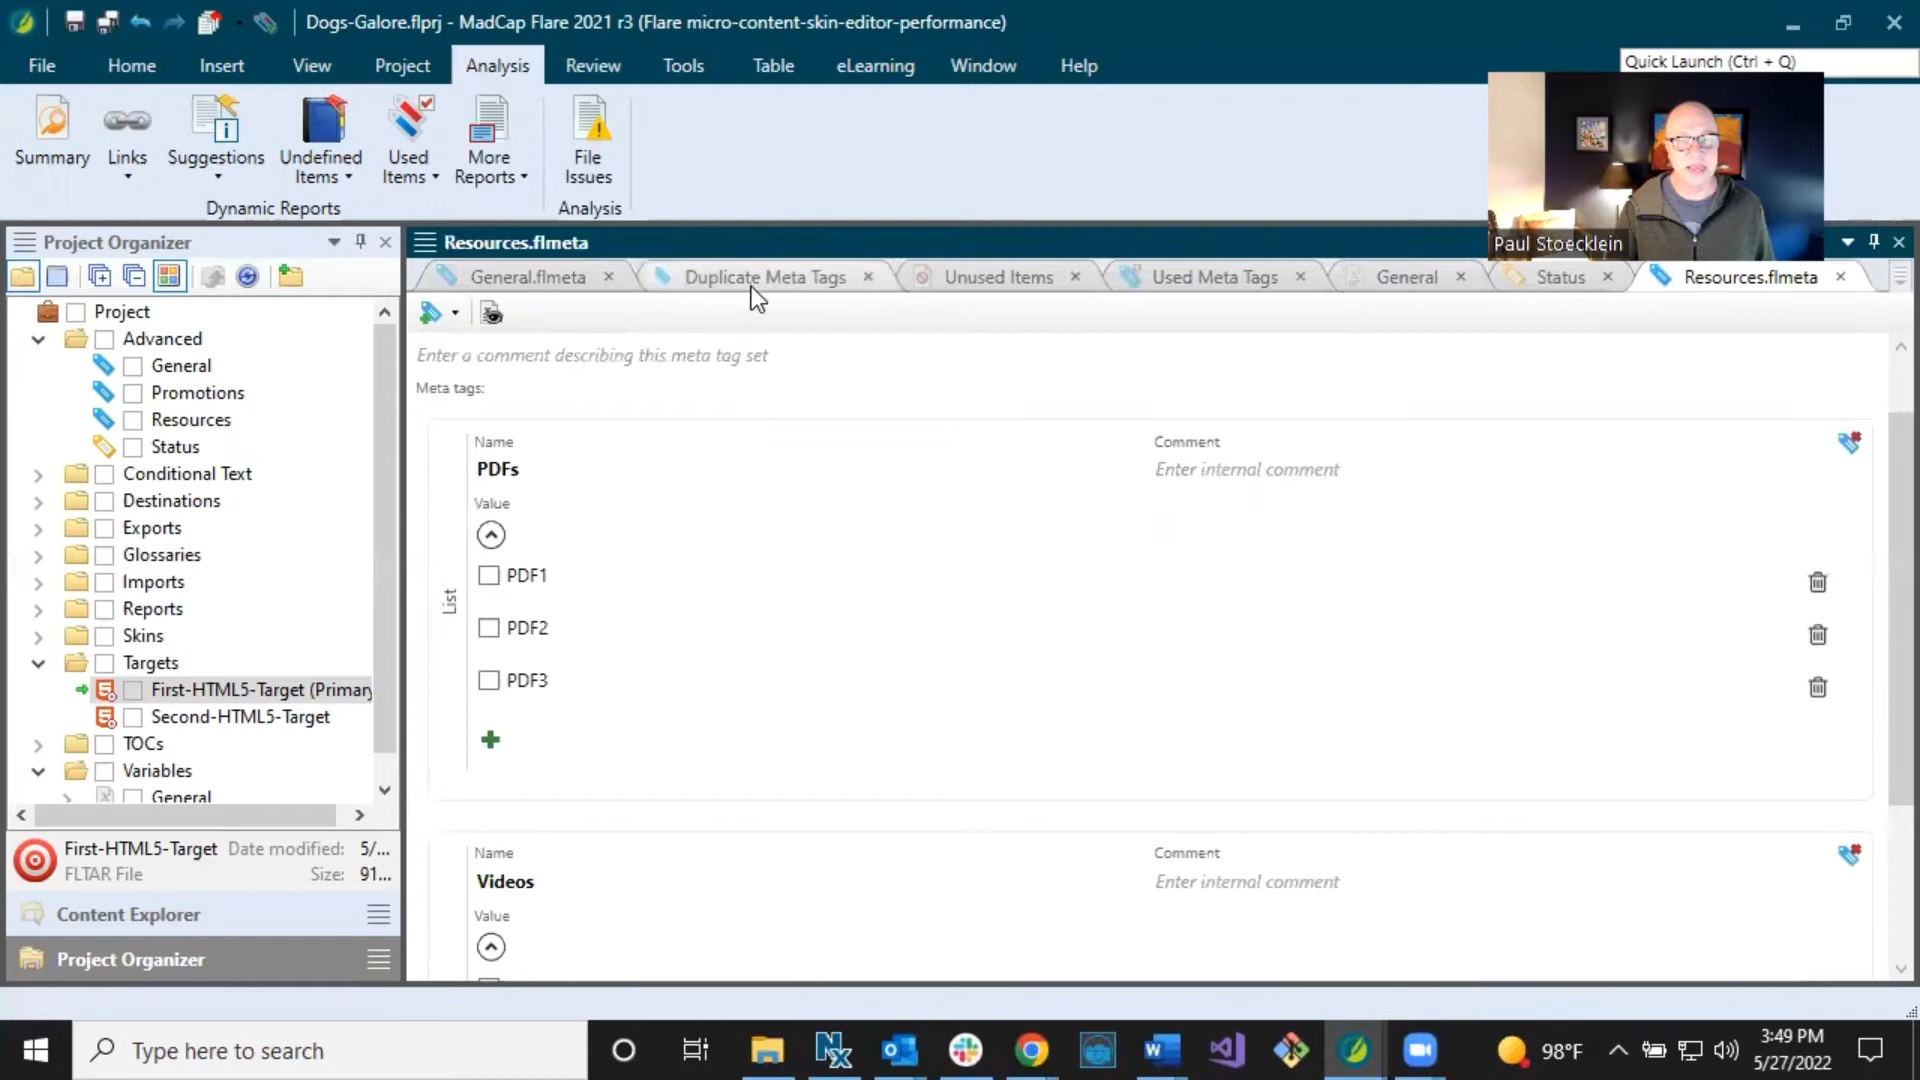 Dogs-Galore.flprj - MadCap Flare 2021 r3 (Flare micro-content-skin-editor-performance)
File Home Insert View Project Analysis Review Tools Table eLearning Window Help
Quick Launch (Ctrl + Q)
Summary Links Suggestions Undefined Items Used Items More Reports File Issues
Dynamic Reports Analysis
Paul Stoecklein
Project Organizer
Resources.flmeta
General.flmeta Duplicate Meta Tags Unused Items Used Meta Tags General Status Resources.flmeta
Project
Advanced
General
Promotions
Resources
Status
Conditional Text
Destinations
Exports
Glossaries
Imports
Reports
Skins
Targets
First-HTML5-Target (Primary
Second-HTML5-Target
TOCs
Variables
General
First-HTML5-Target Date modified: 5/...
FLTAR File Size: 91...
Content Explorer
Project Organizer
Enter a comment describing this meta tag set
Meta tags:
List
Name Comment
PDFs Enter internal comment
Value
PDF1
PDF2
PDF3
Name Comment
Videos Enter internal comment
Value
Type here to search
98°F
3:49 PM
5/27/2022